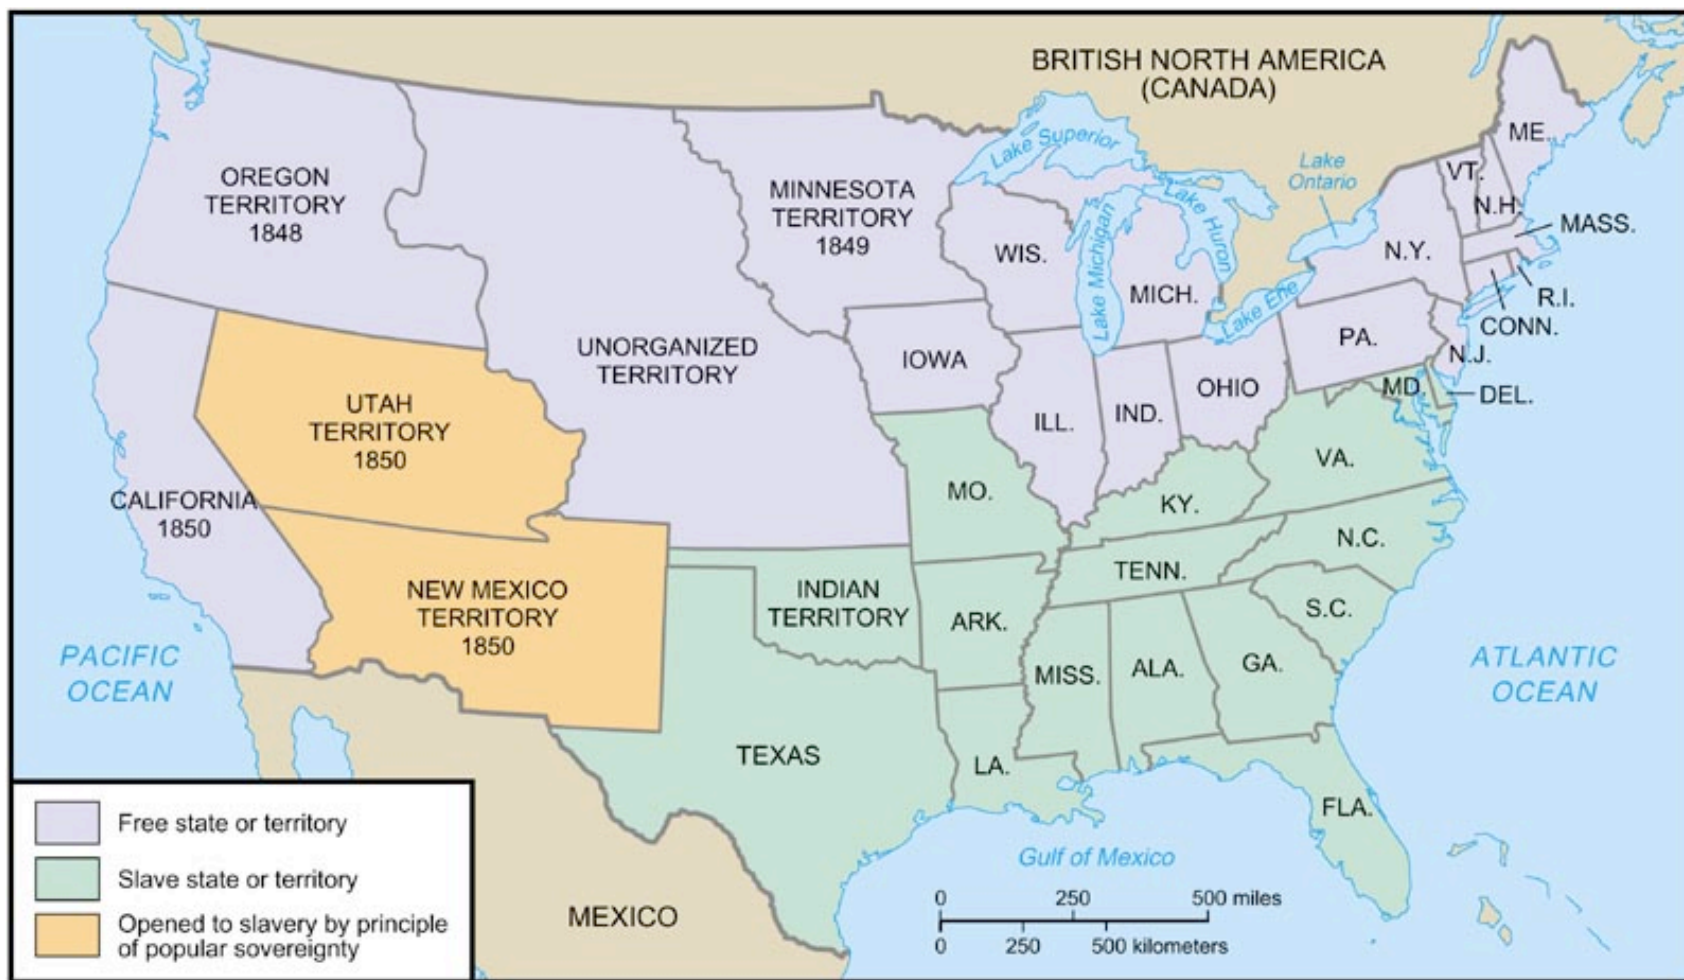 BRITISH NORTH AMERICA
(CANADA)
Lake Superior
Lake Michigan
Lake Huron
Lake
Ontario
Lake Erie
OREGON
TERRITORY
1848
MINNESOTA
TERRITORY
1849
UNORGANIZED
TERRITORY
UTAH
TERRITORY
1850
CALIFORNIA
1850
NEW MEXICO
TERRITORY
1850
INDIAN
TERRITORY
TEXAS
WIS.
MICH.
IOWA
ILL.
IND.
OHIO
PA.
N.Y.
VT.
N.H.
ME.
MASS.
R.I.
CONN.
N.J.
MD.
DEL.
VA.
MO.
KY.
N.C.
TENN.
ARK.
S.C.
MISS.
ALA.
GA.
LA.
FLA.
PACIFIC
OCEAN
ATLANTIC
OCEAN
Gulf of Mexico
MEXICO
0 250 500 miles
0 250 500 kilometers
Free state or territory
Slave state or territory
Opened to slavery by principle
of popular sovereignty